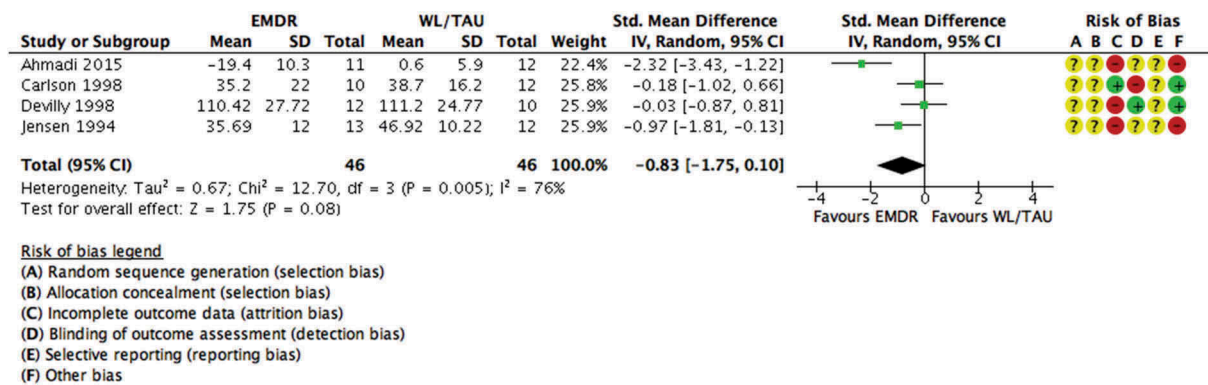 EMDR WL/TAU Std. Mean Difference Std. Mean Difference Risk of Bias
Study or Subgroup Mean SD Total Mean SD Total Weight IV, Random, 95% CI IV, Random, 95% CI A B C D E F
Ahmadi 2015 −19.4 10.3 11 0.6 5.9 12 22.4% −2.32 [−3.43, −1.22] ? ? − ? ? −
Carlson 1998 35.2 22 10 38.7 16.2 12 25.8% −0.18 [−1.02, 0.66] ? ? + − ? +
Devilly 1998 110.42 27.72 12 111.2 24.77 10 25.9% −0.03 [−0.87, 0.81] ? ? − + ? +
Jensen 1994 35.69 12 13 46.92 10.22 12 25.9% −0.97 [−1.81, −0.13] ? ? − ? ? −
Total (95% CI) 46 46 100.0% −0.83 [−1.75, 0.10]
Heterogeneity: Tau² = 0.67; Chi² = 12.70, df = 3 (P = 0.005); I² = 76%
Test for overall effect: Z = 1.75 (P = 0.08)
−4 −2 0 2 4
Favours EMDR Favours WL/TAU
Risk of bias legend
(A) Random sequence generation (selection bias)
(B) Allocation concealment (selection bias)
(C) Incomplete outcome data (attrition bias)
(D) Blinding of outcome assessment (detection bias)
(E) Selective reporting (reporting bias)
(F) Other bias